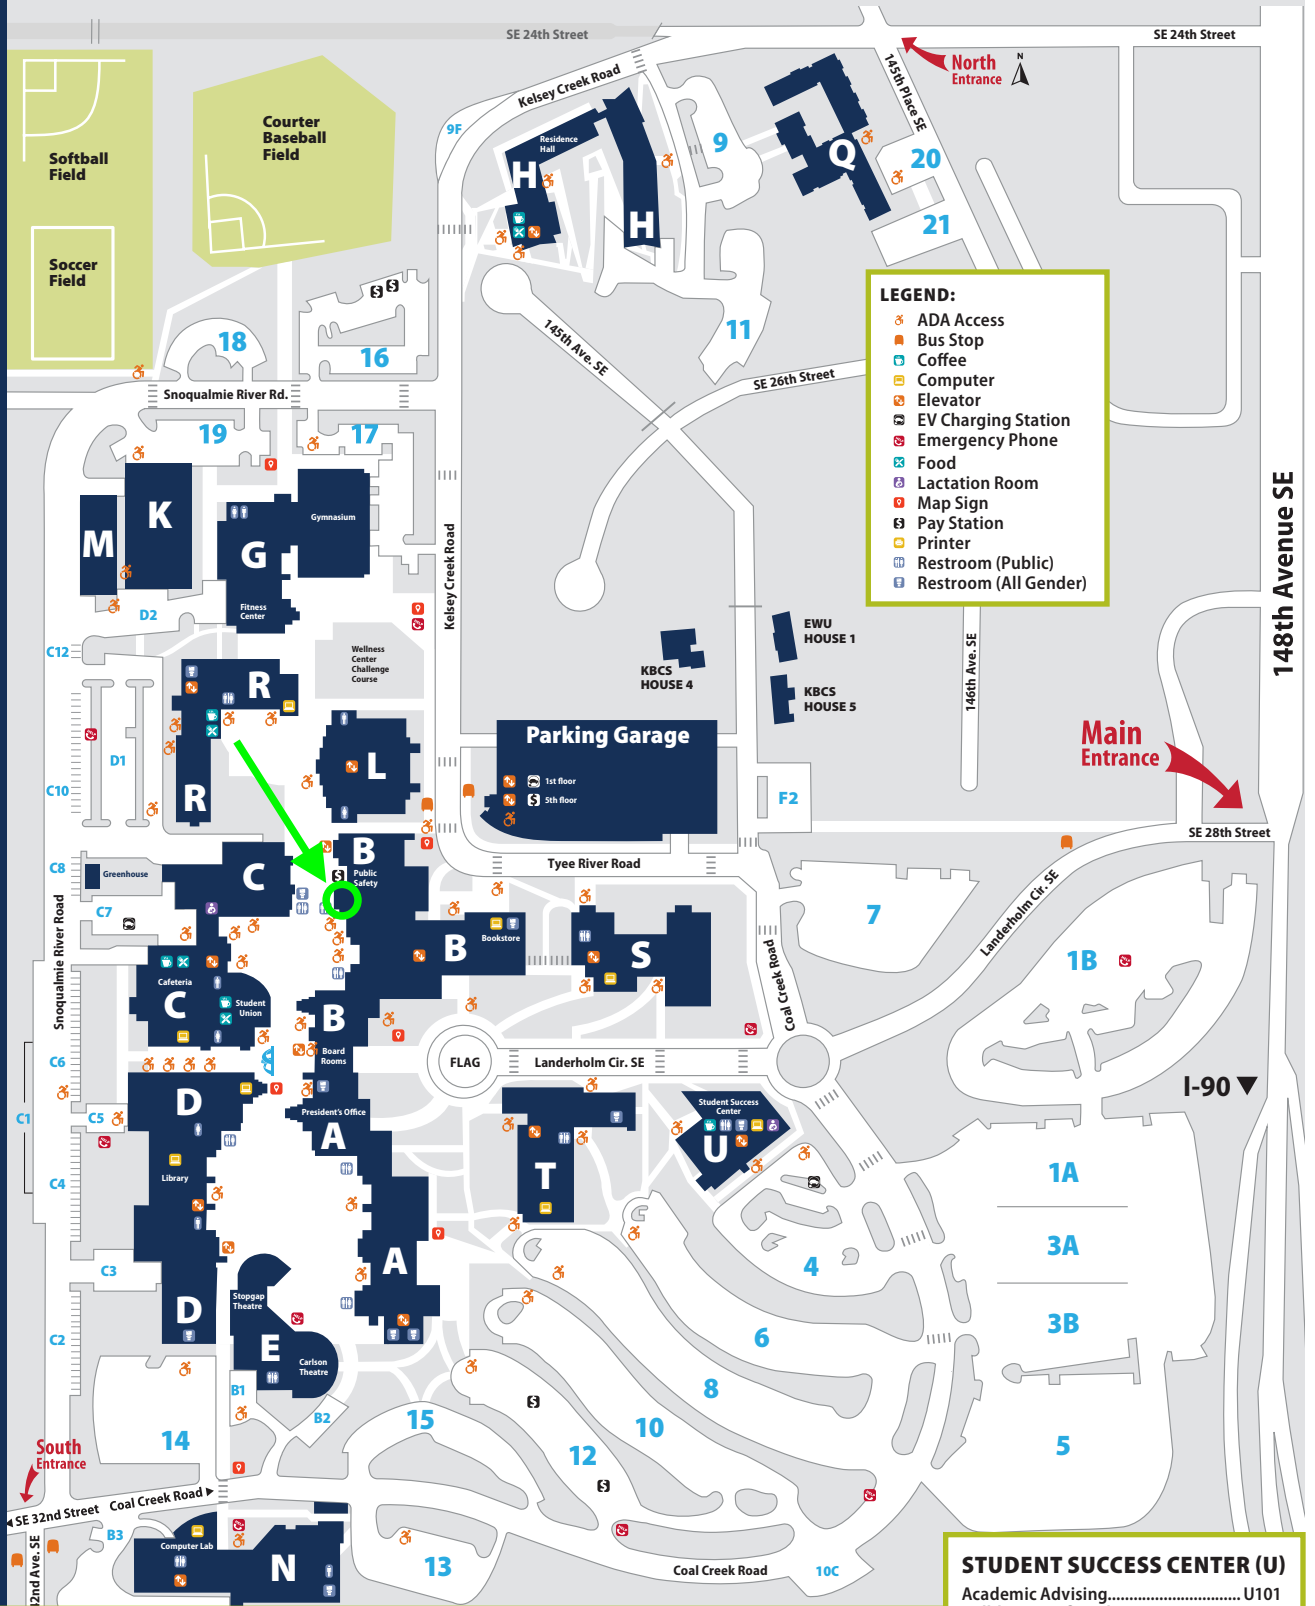 SE 24th Street
SE 24th Street
North
Entrance
N
Kelsey Creek Road
145th Place SE
9F
Residence
Hall
H
H
9
Q
20
21
Courter
Baseball
Field
Softball
Field
Soccer
Field
18
16
11
145th Ave. SE
SE 26th Street
Snoqualmie River Rd.
19
17
LEGEND:
ADA Access
Bus Stop
Coffee
Computer
Elevator
EV Charging Station
Emergency Phone
Food
Lactation Room
Map Sign
Pay Station
Printer
Restroom (Public)
Restroom (All Gender)
148th Avenue SE
K
M
G
Gymnasium
Fitness
Center
Kelsey Creek Road
D2
C12
Wellness
Center
Challenge
Course
R
R
KBCS
HOUSE 4
EWU
HOUSE 1
KBCS
HOUSE 5
146th Ave. SE
Main
Entrance
Parking Garage
1st floor
5th floor
L
D1
C10
F2
SE 28th Street
B
Public
Safety
Tyee River Road
C8
Greenhouse
C
C7
Snoqualmie River Road
7
Landerholm Cir. SE
1B
B
Bookstore
S
Coal Creek Road
Cafeteria
C
Student
Union
B
Board
Rooms
FLAG
Landerholm Cir. SE
C6
I-90
D
C5
C1
President's Office
A
Student Success
Center
U
T
1A
Library
C4
3A
A
4
C3
D
Stopgap
Theatre
E
Carlson
Theatre
C2
3B
6
8
B1
B2
15
10
12
5
14
South
Entrance
Coal Creek Road
SE 32nd Street
B3
42nd Ave. SE
Computer Lab
N
13
Coal Creek Road
10C
STUDENT SUCCESS CENTER (U)
Academic Advising............................... U101